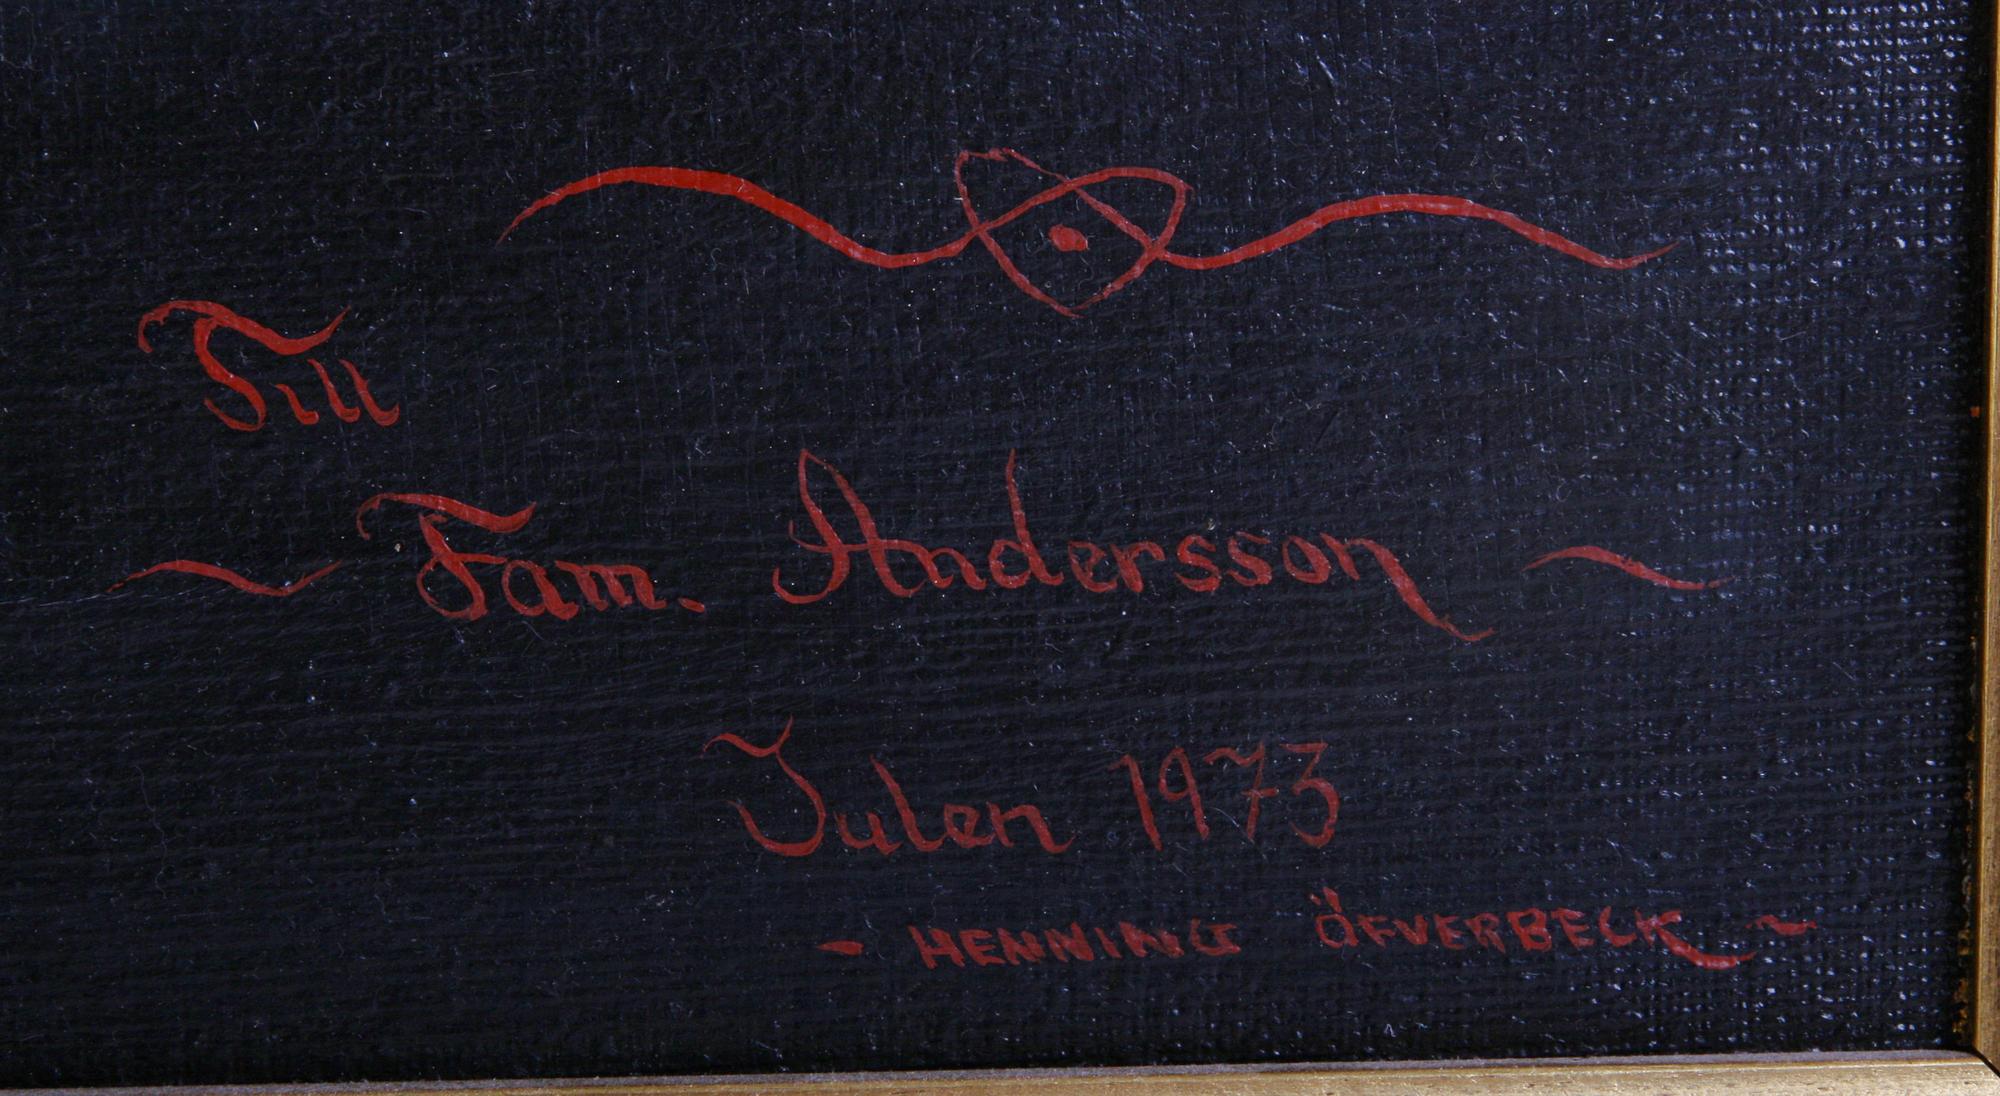 Till
~ Fam. Andersson ~
Julen 1973
- HENNING ÖFVERBECK ~